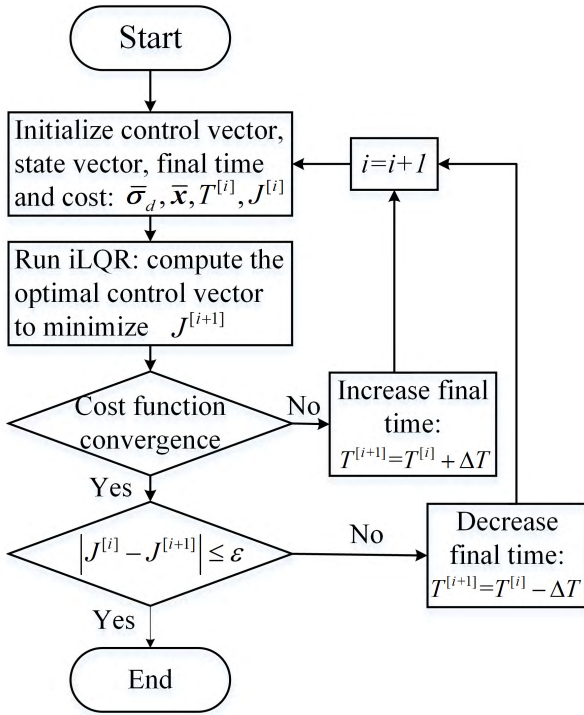 Start
Initialize control vector,
state vector, final time
and cost: σ̅_d, x̅, T^[i], J^[i]
i=i+1
Run iLQR: compute the
optimal control vector
to minimize J^[i+1]
Cost function
convergence
No
Increase final
time:
T^[i+1]=T^[i]+ΔT
Yes
|J^[i]−J^[i+1]|≤ε
No
Decrease
final time:
T^[i+1]=T^[i]−ΔT
Yes
End